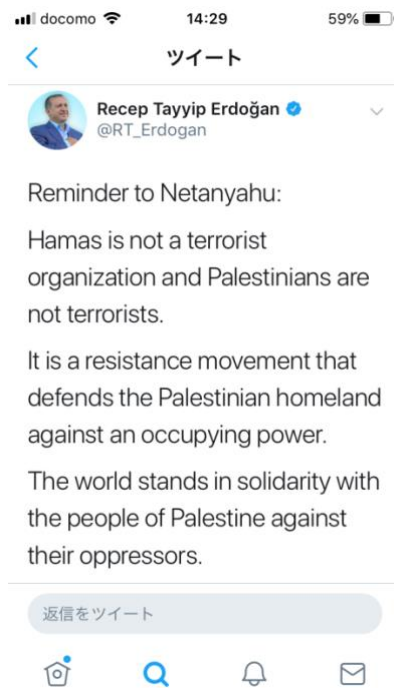 docomo 14:29 59%
ツイート
Recep Tayyip Erdoğan
@RT_Erdogan
Reminder to Netanyahu:
Hamas is not a terrorist
organization and Palestinians are
not terrorists.
It is a resistance movement that
defends the Palestinian homeland
against an occupying power.
The world stands in solidarity with
the people of Palestine against
their oppressors.
返信をツイート